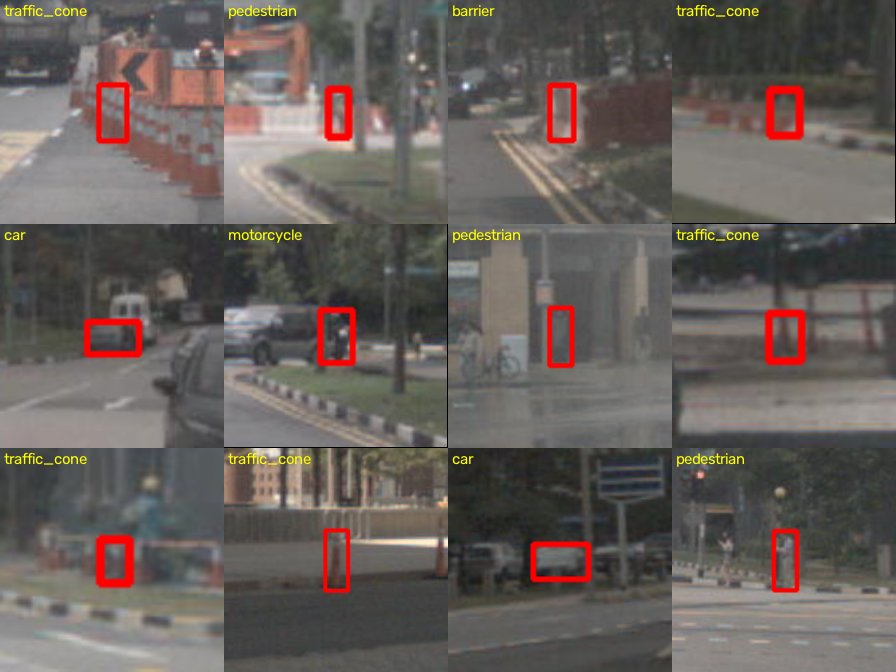 traffic_cone
pedestrian
barrier
traffic_cone
car
motorcycle
pedestrian
traffic_cone
traffic_cone
traffic_cone
car
pedestrian